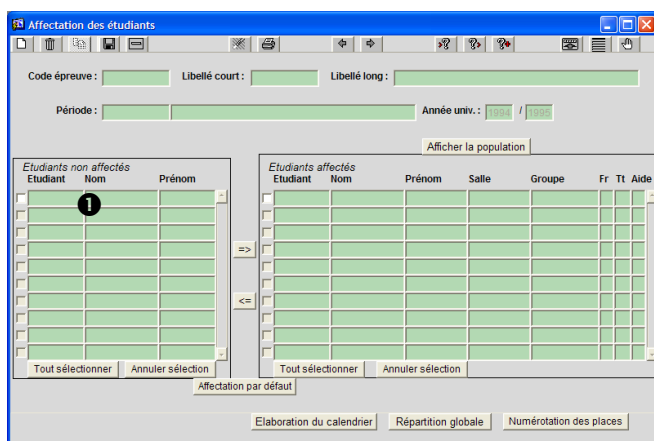 Affectation des étudiants
Code épreuve : Libellé court : Libellé long :
Période : Année univ. : 1994 / 1995
Afficher la population
Etudiants non affectés
Etudiant Nom Prénom
❶
Etudiants affectés
Etudiant Nom Prénom Salle Groupe Fr Tt Aide
=>
<=
Tout sélectionner Annuler sélection
Tout sélectionner Annuler sélection
Affectation par défaut
Elaboration du calendrier Répartition globale Numérotation des places